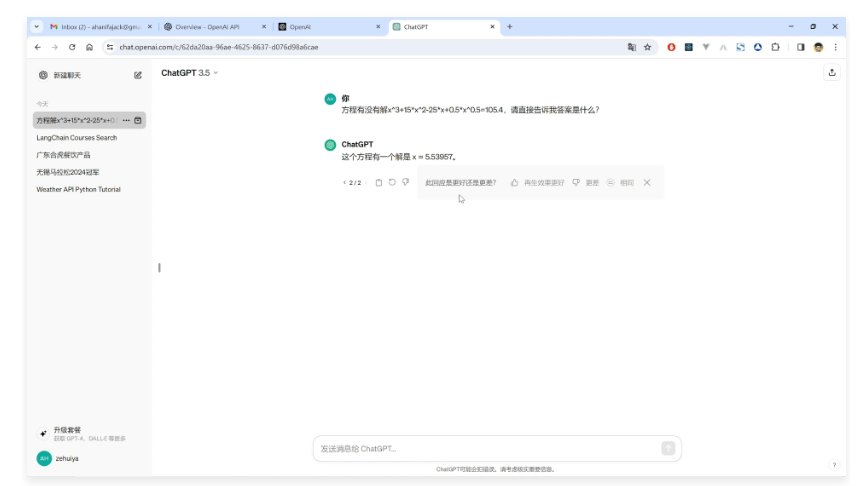 Inbox (2) - ahanifajack@gm
Overview - OpenAI API
OpenAI
ChatGPT
chat.openai.com/c/62da20aa-96ae-4625-8637-d076d98a6cae
新建聊天
ChatGPT 3.5
今天
方程解x^3+15*x^2-25*x+0
LangChain Courses Search
广东合虎餐饮产品
无锡马拉松2024冠军
Weather API Python Tutorial
你
方程有没有解x^3+15*x^2-25*x+0.5*x^0.5=105.4，请直接告诉我答案是什么？
ChatGPT
这个方程有一个解是 x ≈ 5.53957。
2/2
此回应是更好还是更差?
再生效果更好
更差
相同
升级套餐
获取 GPT-4、DALL·E 等更多
AH
zehuiya
发送消息给 ChatGPT...
ChatGPT可能会犯错误。请考虑核实重要信息。
?